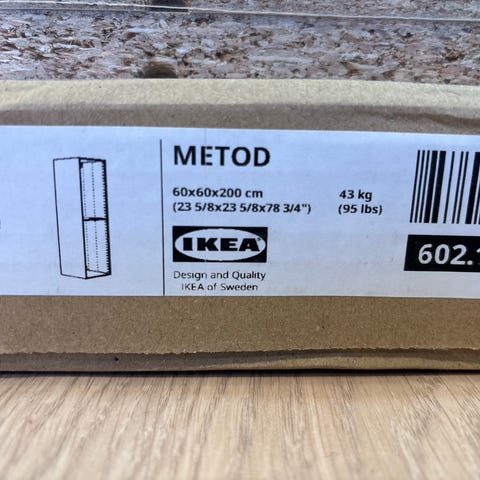 METOD
60x60x200 cm
(23 5/8x23 5/8x78 3/4")
43 kg
(95 lbs)
IKEA
Design and Quality
IKEA of Sweden
602.1